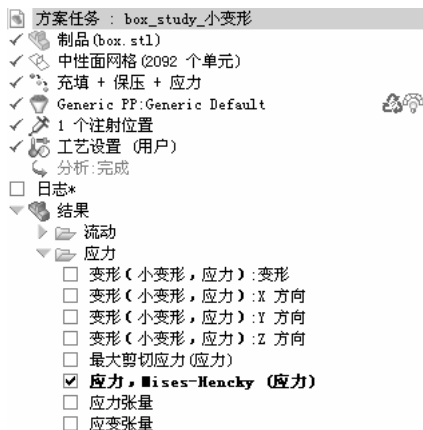 方案任务 : box_study_小变形
制品(box.stl)
中性面网格(2092 个单元)
充填 + 保压 + 应力
Generic PP:Generic Default
1 个注射位置
工艺设置 (用户)
分析:完成
日志*
结果
流动
应力
变形(小变形,应力):变形
变形(小变形,应力):X 方向
变形(小变形,应力):Y 方向
变形(小变形,应力):Z 方向
最大剪切应力(应力)
应力,Mises-Hencky (应力)
应力张量
应变张量